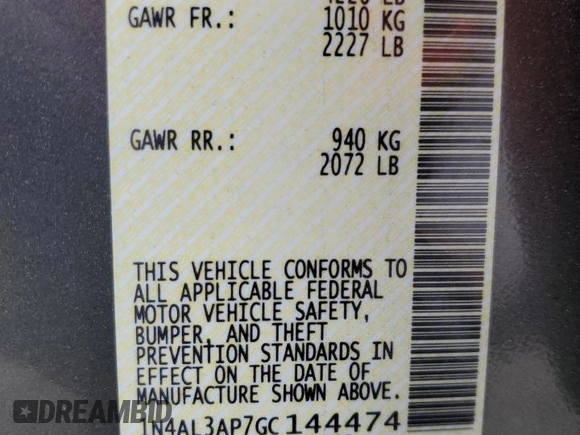 GAWR FR.: 1010 KG
2227 LB
GAWR RR.: 940 KG
2072 LB
THIS VEHICLE CONFORMS TO
ALL APPLICABLE FEDERAL
MOTOR VEHICLE SAFETY,
BUMPER, AND THEFT
PREVENTION STANDARDS IN
EFFECT ON THE DATE OF
MANUFACTURE SHOWN ABOVE.
1N4AL3AP7GC144474
DREAMBID